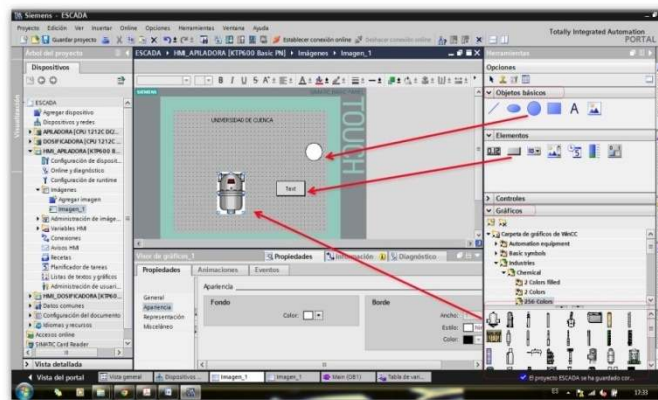 Siemens - ESCADA
Proyecto Edición Ver Insertar Online Opciones Herramientas Ventana Ayuda
Totally Integrated Automation
PORTAL
Guardar proyecto
Establecer conexión online
Deshacer conexión online
Árbol del proyecto
ESCADA ▸ HMI_APILADORA [KTP600 Basic PN] ▸ Imágenes ▸ Imagen_1
Herramientas
Dispositivos
Opciones
Objetos básicos
Elementos
Controles
Gráficos
Carpeta de gráficos de WinCC
Automation equipment
Basic symbols
Industries
Chemical
2 Colors filled
2 Colors
256 Colors
ESCADA
Agregar dispositivo
Dispositivos y redes
APILADORA [CPU 1212C DC/...
DOSIFICADORA [CPU 1212C ...
HMI_APILADORA [KTP600 B...
Configuración de disposit...
Online y diagnóstico
Configuración de runtime
Imágenes
Agregar imagen
Imagen_1
Administración de imáge...
Variables HMI
Conexiones
Avisos HMI
Recetas
Planificador de tareas
Listas de textos y gráficos
Administración de usuari...
HMI_DOSIFICADORA [KTP60...
Datos comunes
Configuración del documento
Idiomas y recursos
Accesos online
SIMATIC Card Reader
Vista detallada
SIEMENS
UNIVERSIDAD DE CUENCA
TOUCH
Text
Visor de gráficos_1
Propiedades
Información
Diagnóstico
Propiedades Animaciones Eventos
General
Apariencia
Representación
Misceláneo
Apariencia
Fondo
Color:
Borde
Ancho:
Estilo:
Color:
Vista del portal
Vista general
Dispositivos ...
Imagen_1
Imagen_1
Main (OB1)
Tabla de vari...
El proyecto ESCADA se ha guardado cor...
ES
17:33